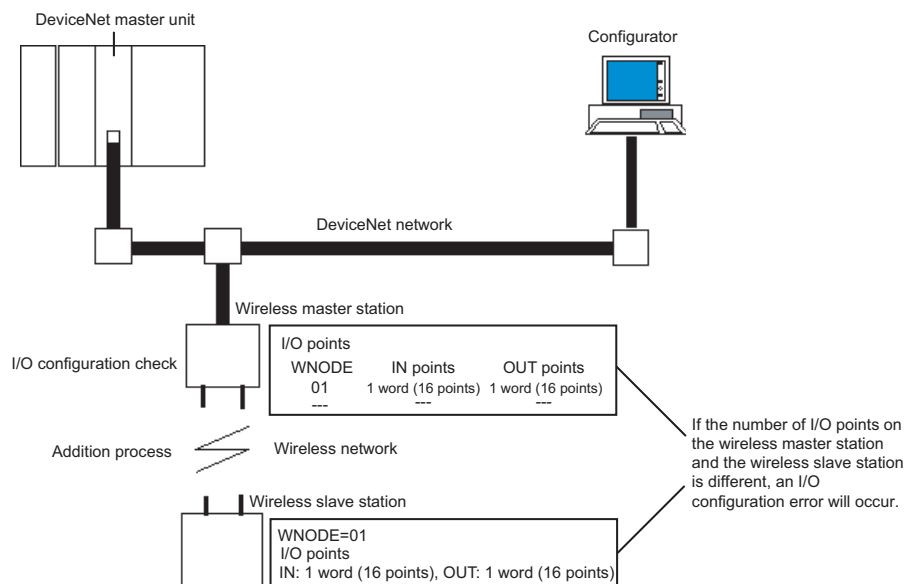 DeviceNet master unit
Configurator
DeviceNet network
Wireless master station
I/O configuration check
I/O points
WNODE IN points OUT points
01 1 word (16 points) 1 word (16 points)
--- --- ---
If the number of I/O points on
the wireless master station
and the wireless slave station
is different, an I/O
configuration error will occur.
Addition process
Wireless network
Wireless slave station
WNODE=01
I/O points
IN: 1 word (16 points), OUT: 1 word (16 points)